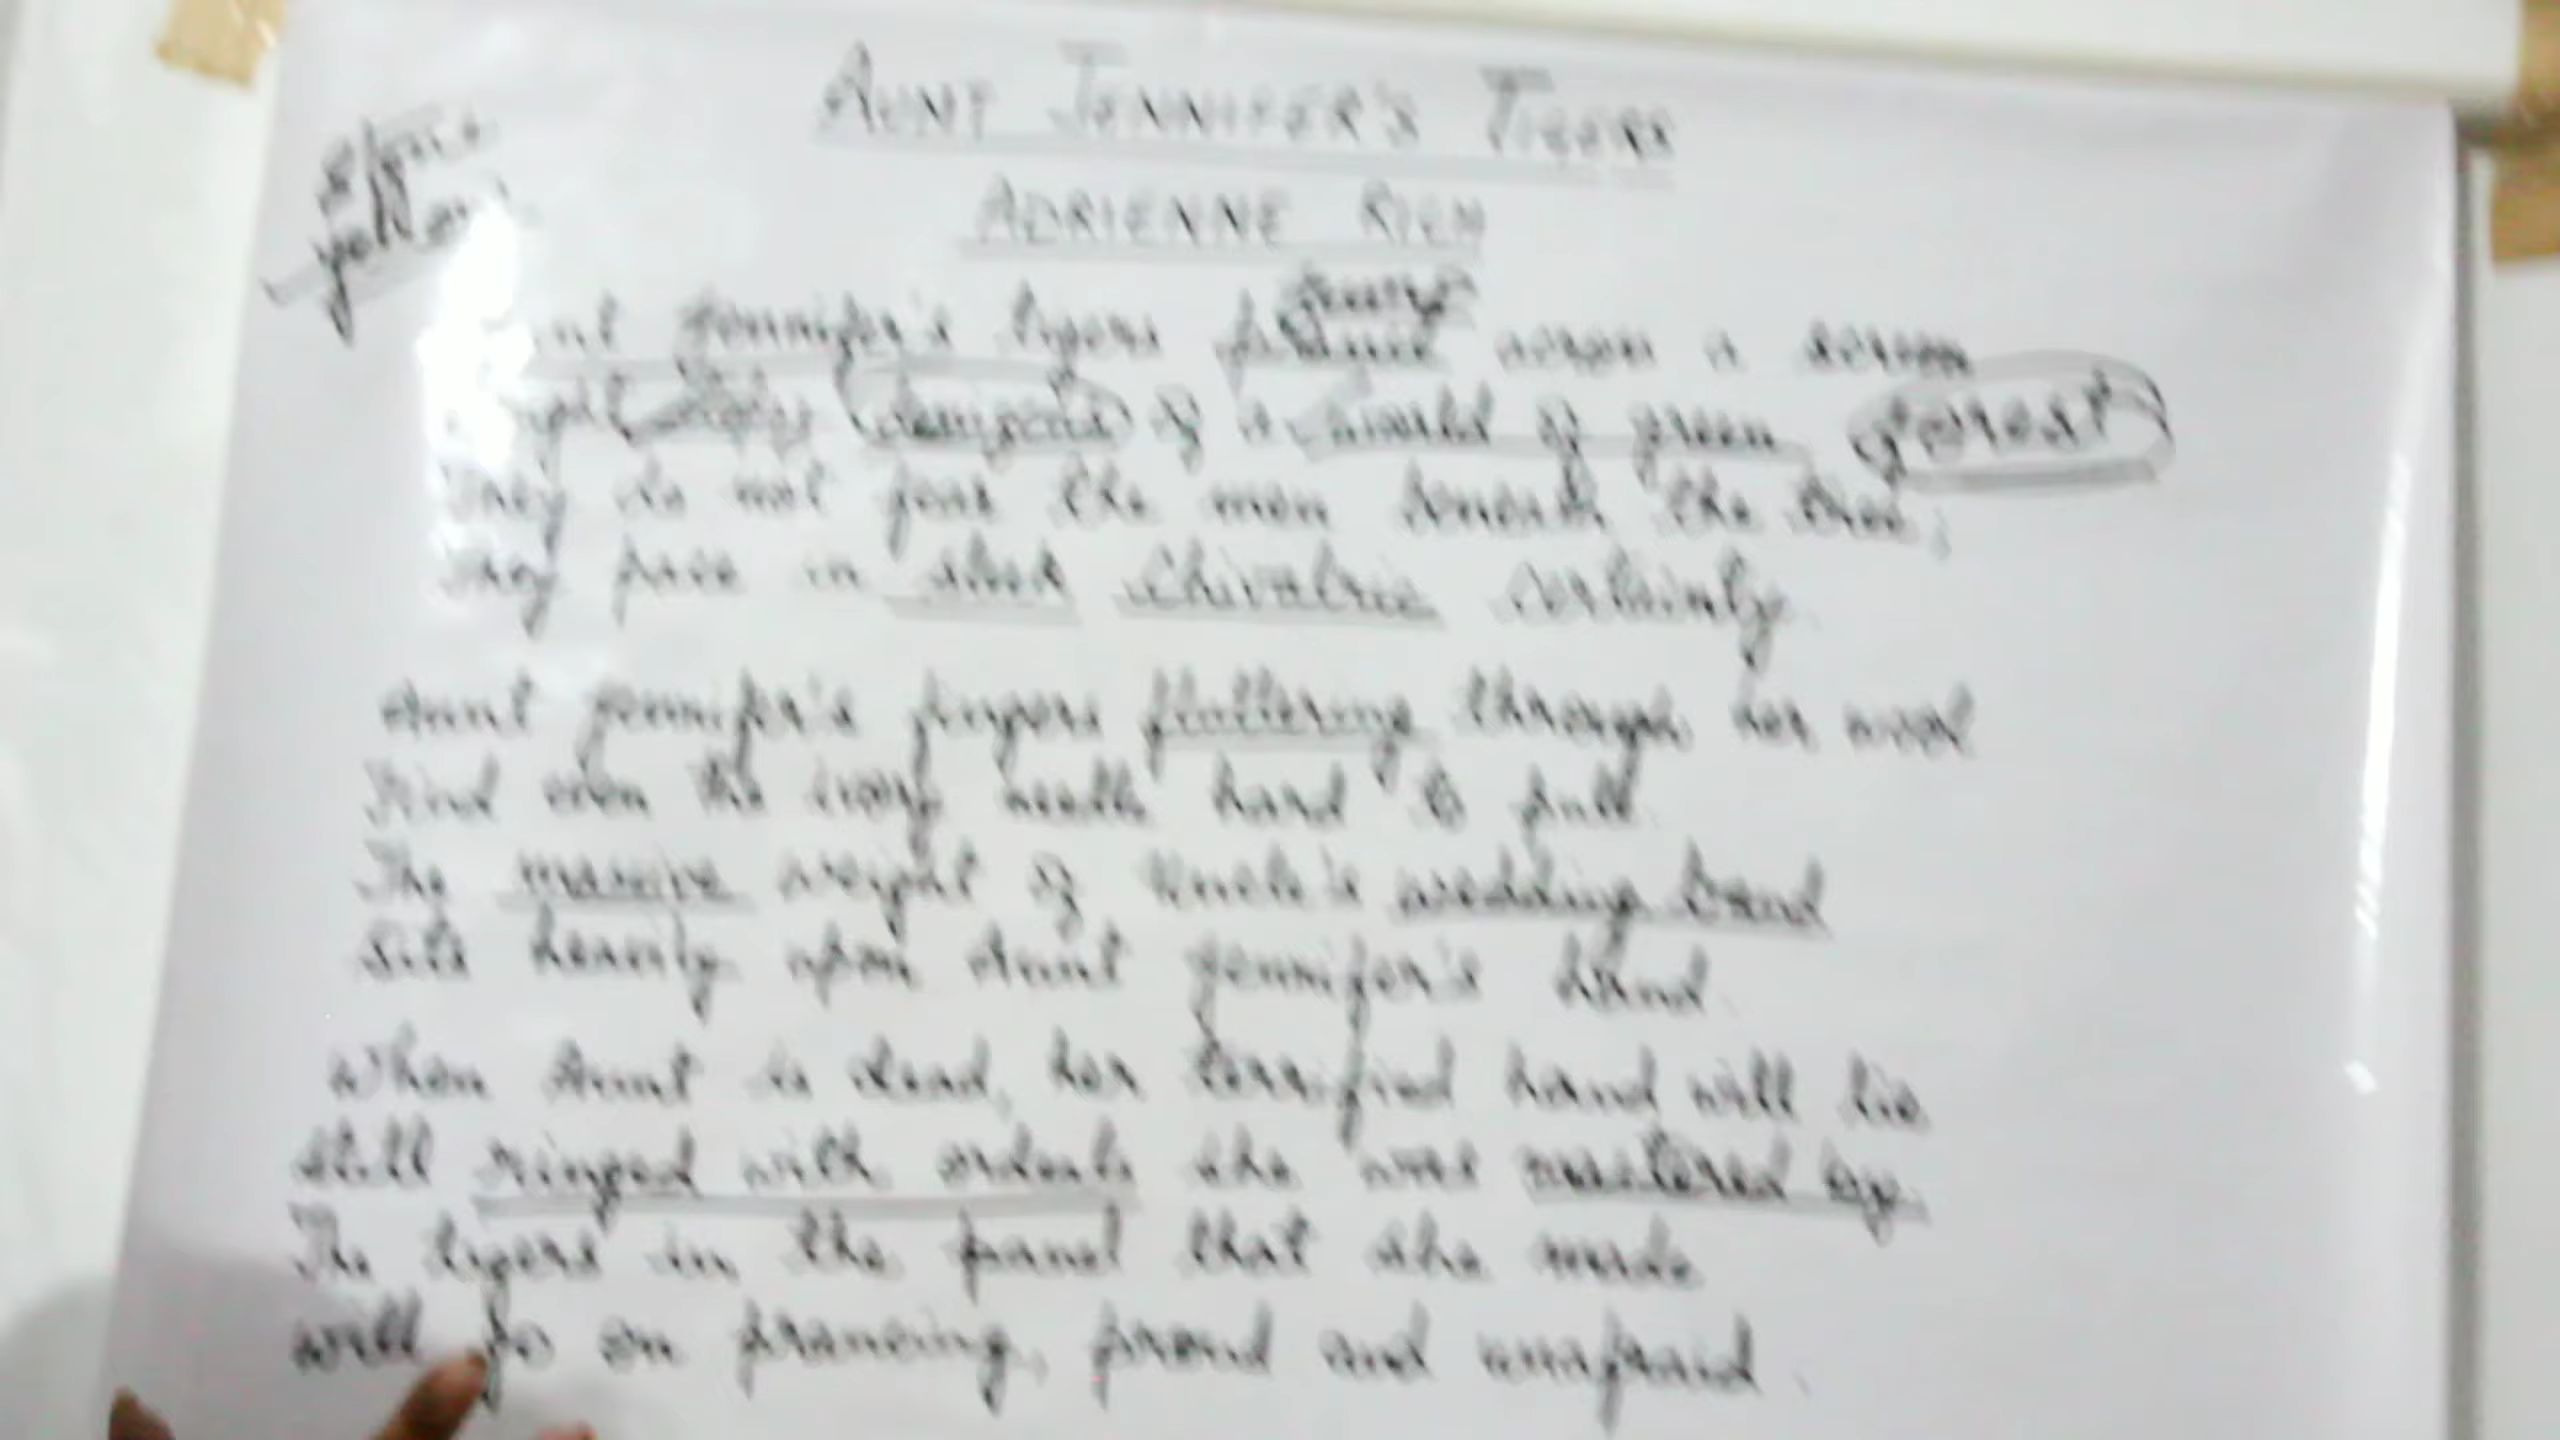 AUNT JENNIFER'S TIGERS
ADRIENNE RICH
yellow
Jennifer's tigers prance across a screen
topaz denizens of a world of green forest
They do not fear the men beneath the tree;
They pace in sleek chivalric certainty.
Aunt Jennifer's fingers fluttering through her wool
Find even the ivory needle hard to pull.
The massive weight of Uncle's wedding band
Sits heavily upon Aunt Jennifer's hand.
When Aunt is dead, her terrified hand will lie
still ringed with ordeals she was mastered by.
The tigers in the panel that she made
will go on prancing, proud and unafraid.